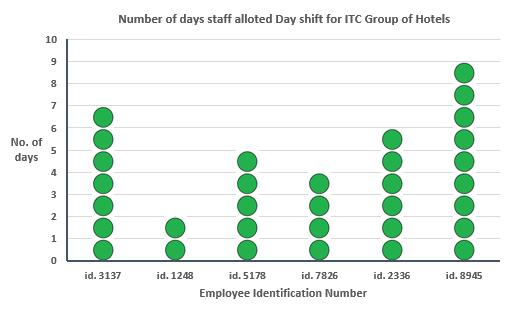 Number of days staff alloted Day shift for ITC Group of Hotels
10
9
8
7
6
5
4
3
2
1
0
No. of
days
id. 3137 id. 1248 id. 5178 id. 7826 id. 2336 id. 8945
Employee Identification Number